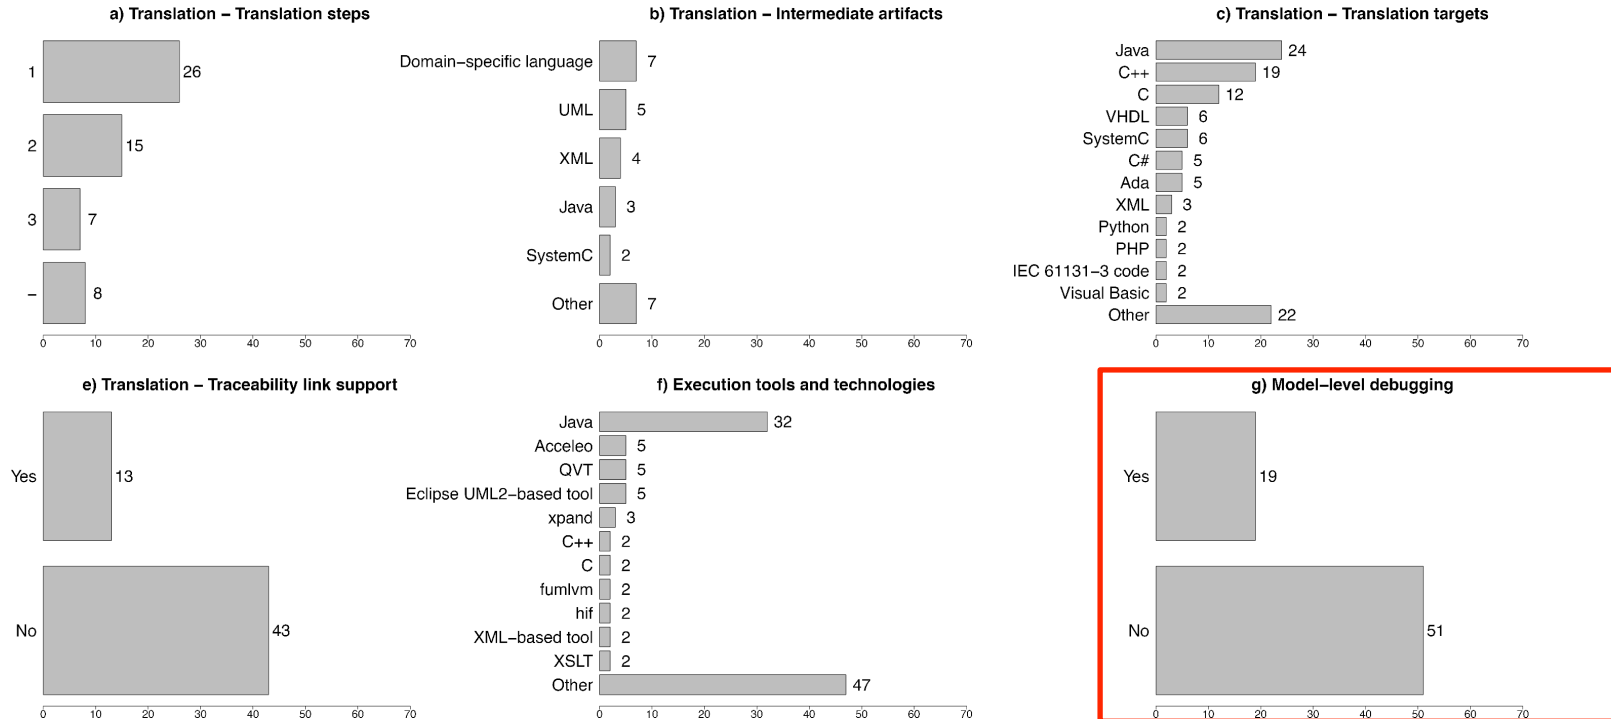 a) Translation − Translation steps
1 26
2 15
3 7
− 8
0 10 20 30 40 50 60 70
b) Translation − Intermediate artifacts
Domain−specific language 7
UML 5
XML 4
Java 3
SystemC 2
Other 7
0 10 20 30 40 50 60 70
c) Translation − Translation targets
Java 24
C++ 19
C 12
VHDL 6
SystemC 6
C# 5
Ada 5
XML 3
Python 2
PHP 2
IEC 61131−3 code 2
Visual Basic 2
Other 22
0 10 20 30 40 50 60 70
e) Translation − Traceability link support
Yes 13
No 43
0 10 20 30 40 50 60 70
f) Execution tools and technologies
Java 32
Acceleo 5
QVT 5
Eclipse UML2−based tool 5
xpand 3
C++ 2
C 2
fumlvm 2
hif 2
XML−based tool 2
XSLT 2
Other 47
0 10 20 30 40 50 60 70
g) Model−level debugging
Yes 19
No 51
0 10 20 30 40 50 60 70